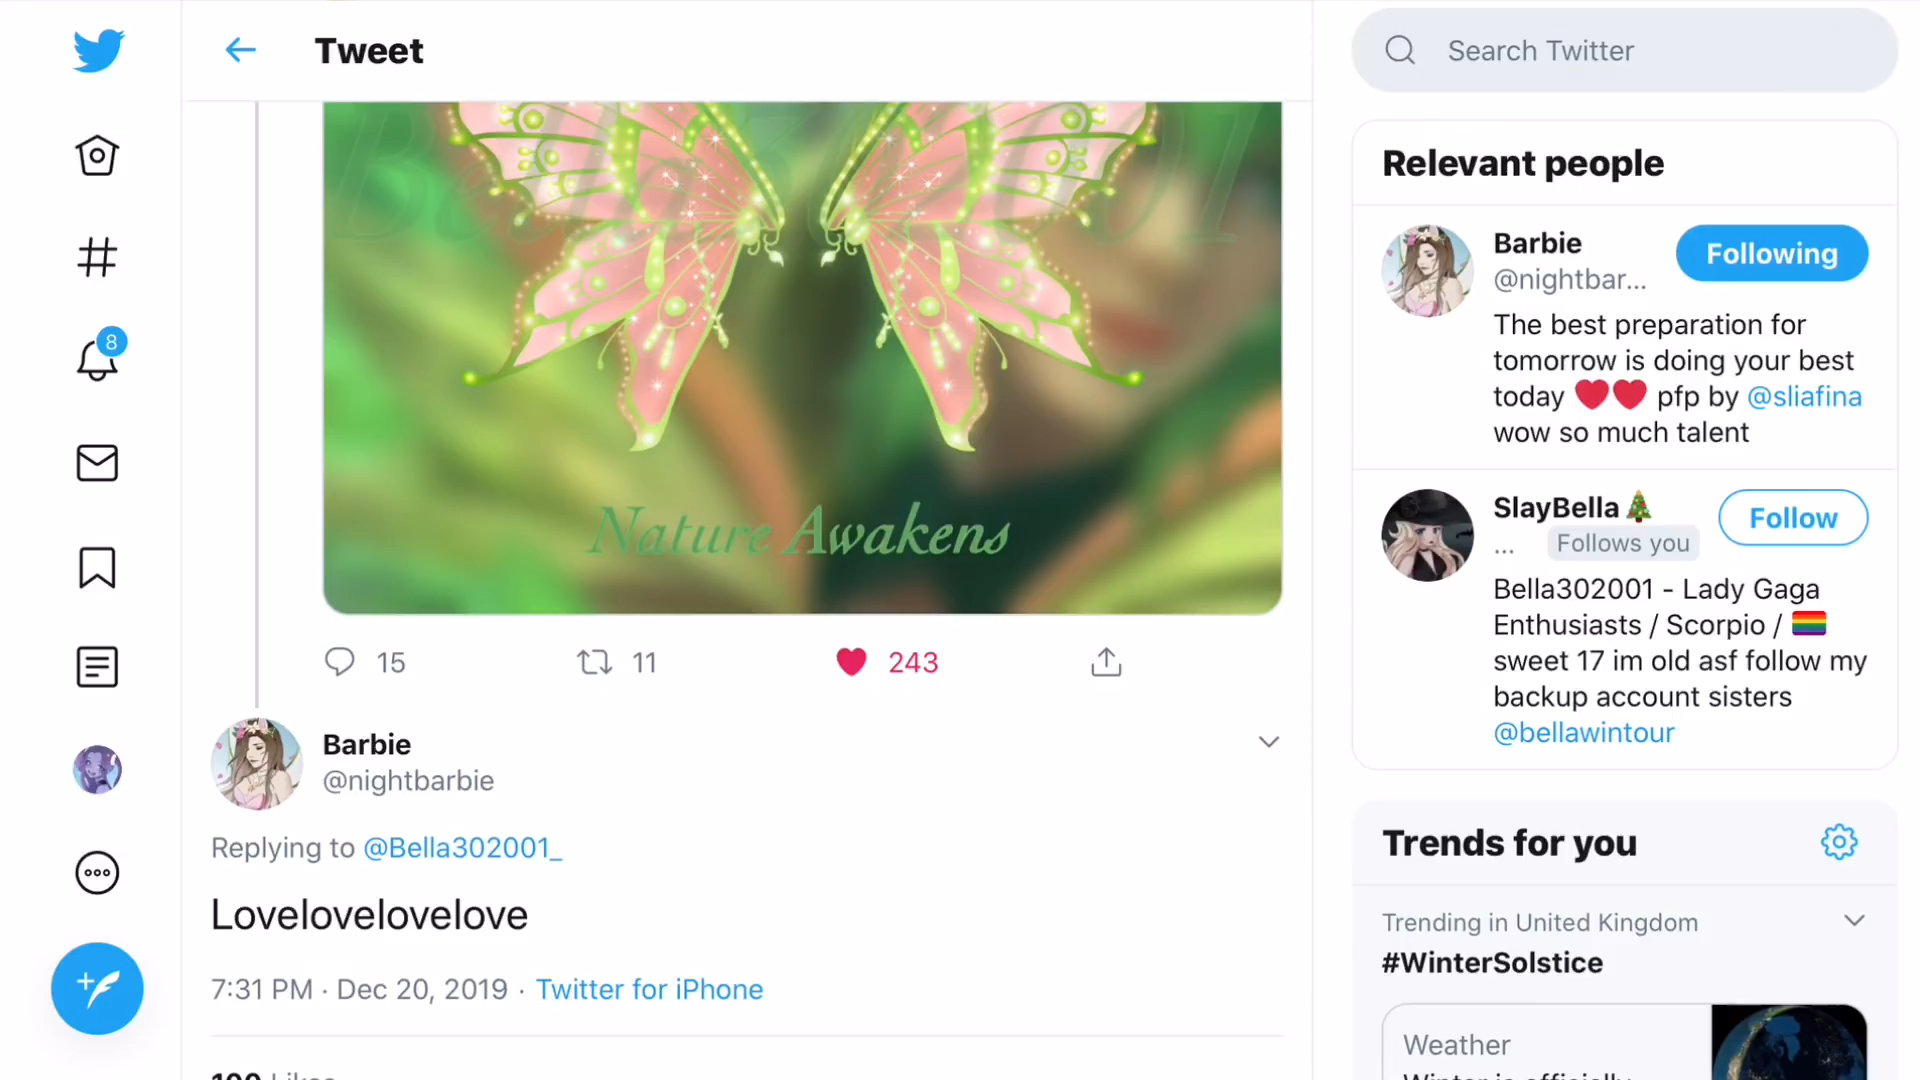 Tweet
Search Twitter
Nature Awakens
15
11
243
Barbie
@nightbarbie
Replying to @Bella302001_
Lovelovelovelove
7:31 PM · Dec 20, 2019 · Twitter for iPhone
8
Relevant people
Barbie
@nightbar...
Following
The best preparation for
tomorrow is doing your best
today ❤️❤️ pfp by @sliafina
wow so much talent
SlayBella🎄
... Follows you
Follow
Bella302001 - Lady Gaga
Enthusiasts / Scorpio / 🏳️‍🌈
sweet 17 im old asf follow my
backup account sisters
@bellawintour
Trends for you
Trending in United Kingdom
#WinterSolstice
Weather